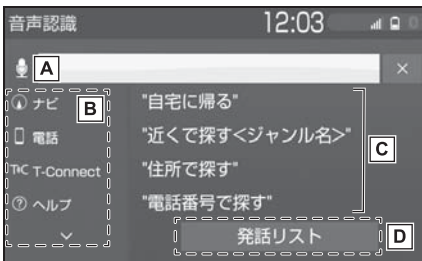 音声認識 12:03 0
A ×
ナビ B "自宅に帰る"
電話 "近くで探す<ジャンル名>"
C
T-Connect "住所で探す"
? ヘルプ "電話番号で探す"
発話リスト D